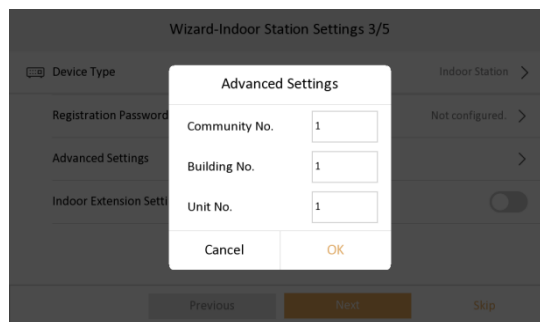 Wizard-Indoor Station Settings 3/5
Device Type Indoor Station >
Advanced Settings
Registration Password Not configured. >
Community No. 1
Advanced Settings >
Building No. 1
Indoor Extension Setti
Unit No. 1
Cancel OK
Previous Next Skip